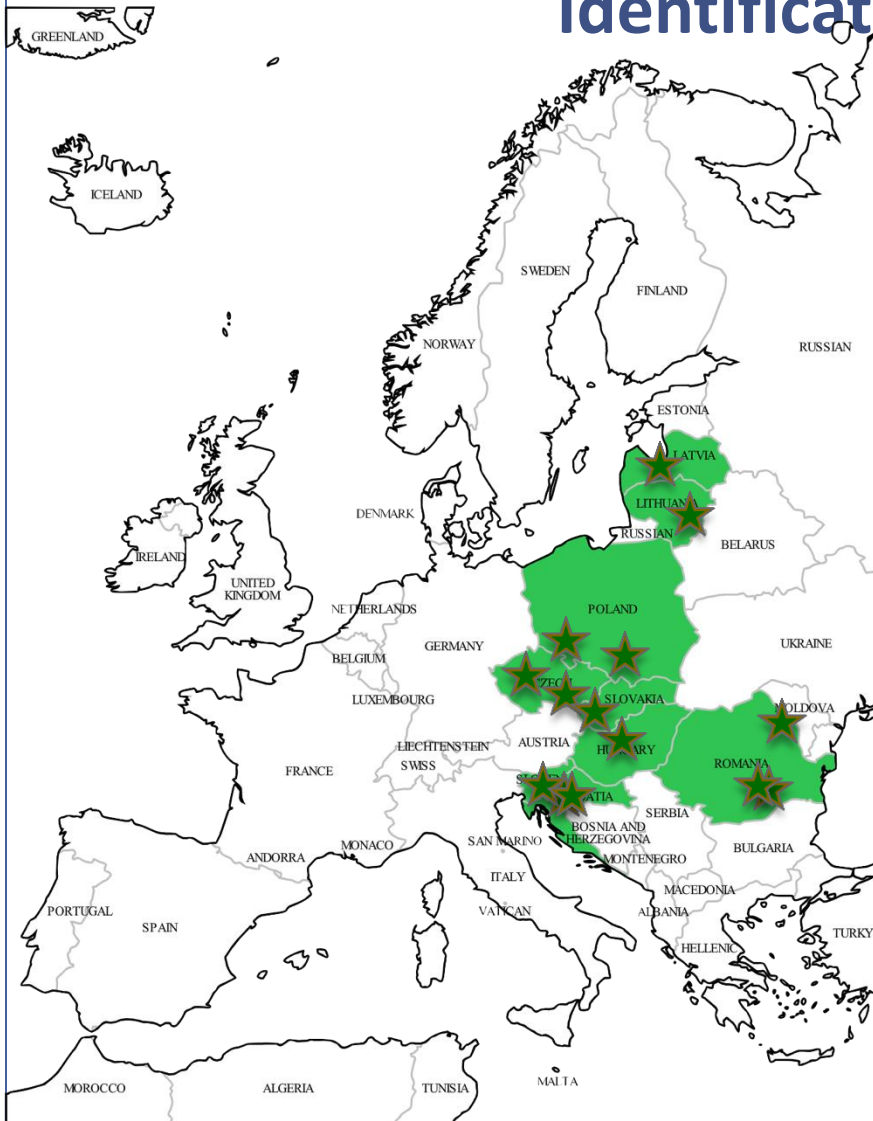 Identificat
GREENLAND
ICELAND
SWEDEN
FINLAND
NORWAY
RUSSIAN
ESTONIA
LATVIA
LITHUANIA
DENMARK
RUSSIAN
BELARUS
IRELAND
UNITED
KINGDOM
NETHERLANDS
POLAND
GERMANY
UKRAINE
BELGIUM
LUXEMBOURG
SLOVAKIA
MOLDOVA
AUSTRIA
LIECHTENSTEIN
SWISS
ROMANIA
FRANCE
SERBIA
BOSNIA AND
HERZEGOVINA
MONACO
SAN MARINO
BULGARIA
ANDORRA
MONTENEGRO
ITALY
MACEDONIA
PORTUGAL
SPAIN
VATICAN
ALBANIA
TURKY
HELLENIC
MOROCCO
ALGERIA
TUNISIA
MALTA